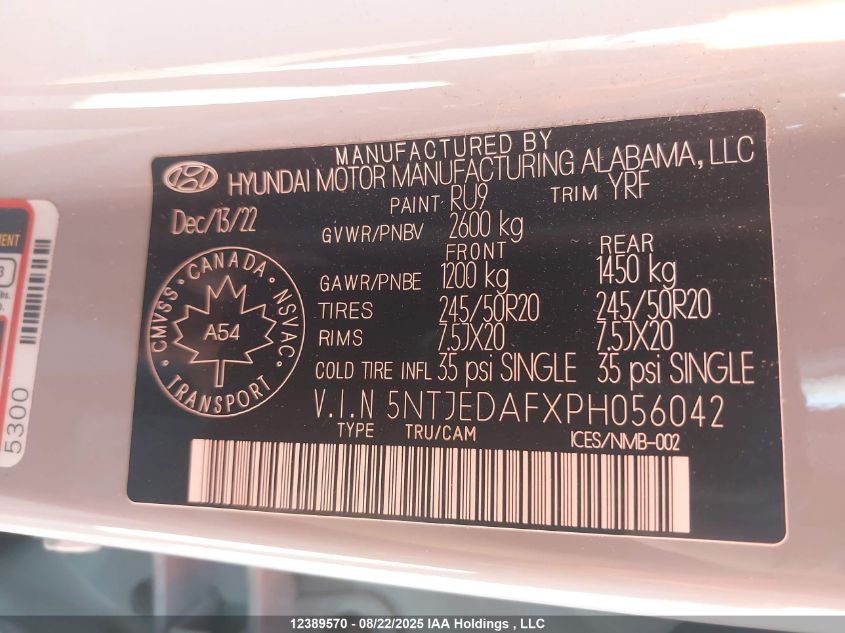 MANUFACTURED BY
HYUNDAI MOTOR MANUFACTURING ALABAMA, LLC
PAINT RU9 TRIM YRF
Dec/13/22
GVWR/PNBV 2600 kg
FRONT REAR
GAWR/PNBE 1200 kg 1450 kg
TIRES 245/50R20 245/50R20
RIMS 7.5JX20 7.5JX20
COLD TIRE INFL 35 psi SINGLE 35 psi SINGLE
V.I.N 5NTJEDAFXPH056042
TYPE TRU/CAM ICES/NMB-002
CANADA
CMVSS NSVAC
A54
TRANSPORT
5300
12389570 - 08/22/2025 IAA Holdings , LLC